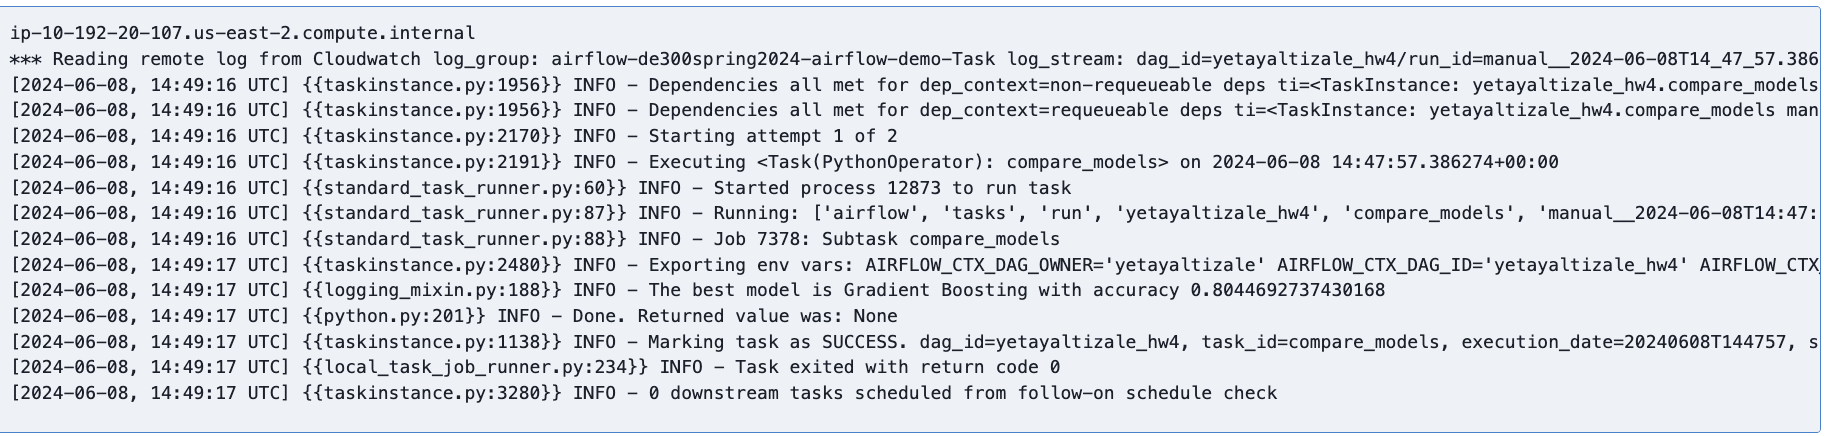 ip-10-192-20-107.us-east-2.compute.internal
*** Reading remote log from Cloudwatch log_group: airflow-de300spring2024-airflow-demo-Task log_stream: dag_id=yetayaltizale_hw4/run_id=manual__2024-06-08T14_47_57.386
[2024-06-08, 14:49:16 UTC] {{taskinstance.py:1956}} INFO - Dependencies all met for dep_context=non-requeueable deps ti=<TaskInstance: yetayaltizale_hw4.compare_models
[2024-06-08, 14:49:16 UTC] {{taskinstance.py:1956}} INFO - Dependencies all met for dep_context=requeueable deps ti=<TaskInstance: yetayaltizale_hw4.compare_models man
[2024-06-08, 14:49:16 UTC] {{taskinstance.py:2170}} INFO - Starting attempt 1 of 2
[2024-06-08, 14:49:16 UTC] {{taskinstance.py:2191}} INFO - Executing <Task(PythonOperator): compare_models> on 2024-06-08 14:47:57.386274+00:00
[2024-06-08, 14:49:16 UTC] {{standard_task_runner.py:60}} INFO - Started process 12873 to run task
[2024-06-08, 14:49:16 UTC] {{standard_task_runner.py:87}} INFO - Running: ['airflow', 'tasks', 'run', 'yetayaltizale_hw4', 'compare_models', 'manual__2024-06-08T14:47:
[2024-06-08, 14:49:16 UTC] {{standard_task_runner.py:88}} INFO - Job 7378: Subtask compare_models
[2024-06-08, 14:49:17 UTC] {{taskinstance.py:2480}} INFO - Exporting env vars: AIRFLOW_CTX_DAG_OWNER='yetayaltizale' AIRFLOW_CTX_DAG_ID='yetayaltizale_hw4' AIRFLOW_CTX_
[2024-06-08, 14:49:17 UTC] {{logging_mixin.py:188}} INFO - The best model is Gradient Boosting with accuracy 0.8044692737430168
[2024-06-08, 14:49:17 UTC] {{python.py:201}} INFO - Done. Returned value was: None
[2024-06-08, 14:49:17 UTC] {{taskinstance.py:1138}} INFO - Marking task as SUCCESS. dag_id=yetayaltizale_hw4, task_id=compare_models, execution_date=20240608T144757, s
[2024-06-08, 14:49:17 UTC] {{local_task_job_runner.py:234}} INFO - Task exited with return code 0
[2024-06-08, 14:49:17 UTC] {{taskinstance.py:3280}} INFO - 0 downstream tasks scheduled from follow-on schedule check